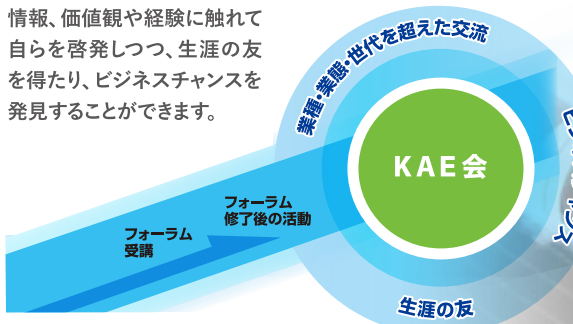 情報、価値観や経験に触れて
自らを啓発しつつ、生涯の友
を得たり、ビジネスチャンスを
発見することができます。
業種・業態・世代を超えた交流
KAE会
フォーラム
修了後の活動
フォーラム
受講
生涯の友